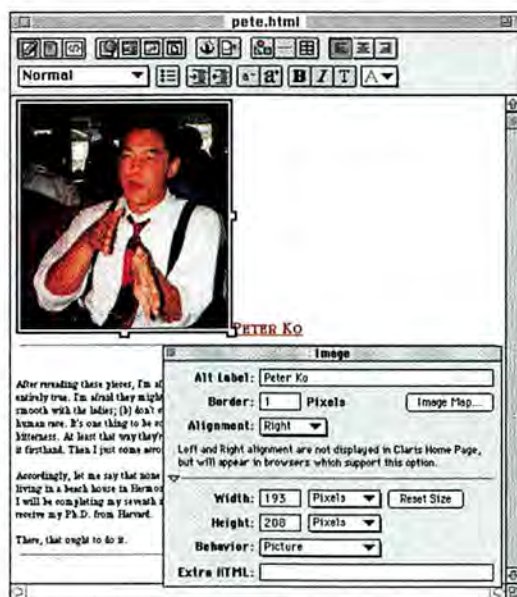 pete.html
Normal
a- a+ B I T A
PETER KO
After rereading these pieces, I'm af
entirely true. I'm afraid they might
smooth with the ladies; (b) don't
human race. It's one thing to be
bitterness. At least that way they'r
it firsthand. Then I just come acro
Accordingly, let me say that none
living in a beach house in Hermos
I will be completing my seventh
receive my Ph.D. from Harvard.
There, that ought to do it.
Image
Alt Label: Peter Ko
Border: 1 Pixels Image Map...
Alignment: Right
Left and Right alignment are not displayed in Claris Home Page,
but will appear in browsers which support this option.
Width: 193 Pixels Reset Size
Height: 208 Pixels
Behavior: Picture
Extra HTML: